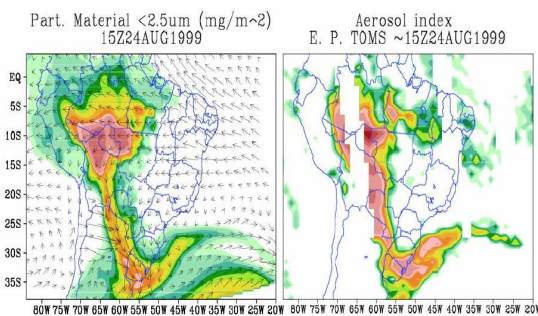 Part. Material <2.5um (mg/m^2)
15Z24AUG1999
Aerosol index
E. P. TOMS ~15Z24AUG1999
EQ
5S
10S
15S
20S
25S
30S
35S
80W 75W 70W 65W 60W 55W 50W 45W 40W 35W 30W 25W 20W
80W 75W 70W 65W 60W 55W 50W 45W 40W 35W 30W 25W 20W